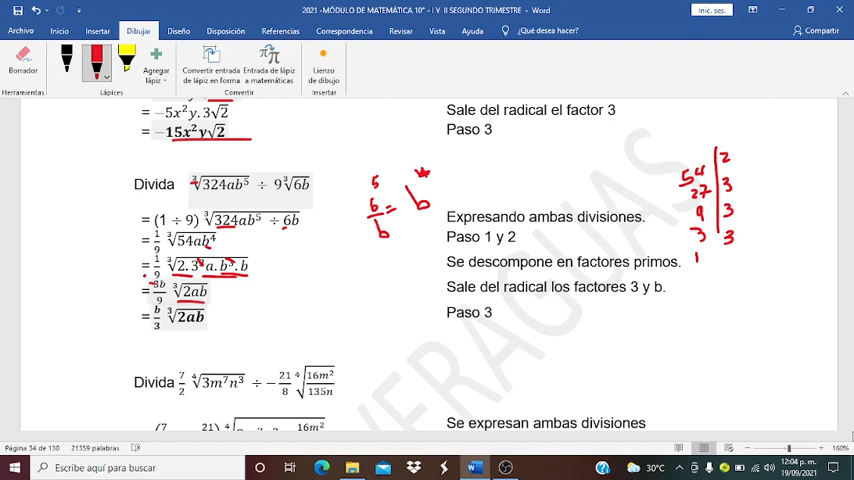 2021 -MÓDULO DE MATEMÁTICA 10° - I Y II SEGUNDO TRIMESTRE - Word
Inic. ses.
Archivo Inicio Insertar Dibujar Diseño Disposición Referencias Correspondencia Revisar Vista Ayuda ¿Qué desea hacer? Compartir
Borrador
Agregar lápiz
Convertir entrada de lápiz en forma
Entrada de lápiz a matemáticas
Lienzo de dibujo
Herramientas Lápices Convertir Insertar
= −5x²y. 3√2 Sale del radical el factor 3
= −15x²y√2 Paso 3
Divida ∛324ab⁵ ÷ 9∛6b
= (1 ÷ 9) ∛324ab⁵ ÷ 6b Expresando ambas divisiones.
= 1/9 ∛54ab⁴ Paso 1 y 2
= 1/9 ∛2.3³a.b³.b Se descompone en factores primos.
= 3b/9 ∛2ab Sale del radical los factores 3 y b.
= b/3 ∛2ab Paso 3
5
b/b = b
4
54 2
27 3
9 3
3 3
1
VERAGUAS
Divida 7/2 ∜3m⁷n³ ÷ −21/8 ∜16m²/135n
Se expresan ambas divisiones
Página 34 de 130 21359 palabras 160%
Escribe aquí para buscar
30°C
12:04 p. m.
19/09/2021